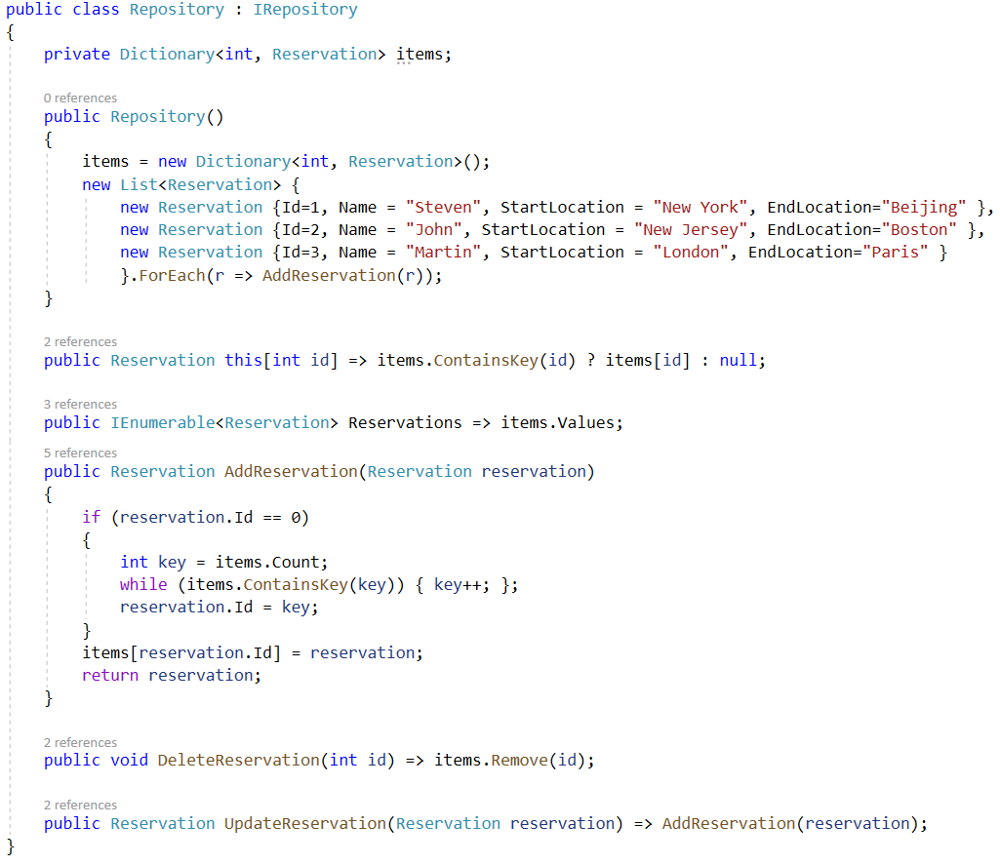 public class Repository : IRepository
{
    private Dictionary<int, Reservation> items;
    0 references
    public Repository()
    {
        items = new Dictionary<int, Reservation>();
        new List<Reservation> {
            new Reservation {Id=1, Name = "Steven", StartLocation = "New York", EndLocation="Beijing" },
            new Reservation {Id=2, Name = "John", StartLocation = "New Jersey", EndLocation="Boston" },
            new Reservation {Id=3, Name = "Martin", StartLocation = "London", EndLocation="Paris" }
            }.ForEach(r => AddReservation(r));
    }
    2 references
    public Reservation this[int id] => items.ContainsKey(id) ? items[id] : null;
    3 references
    public IEnumerable<Reservation> Reservations => items.Values;
    5 references
    public Reservation AddReservation(Reservation reservation)
    {
        if (reservation.Id == 0)
        {
            int key = items.Count;
            while (items.ContainsKey(key)) { key++; };
            reservation.Id = key;
        }
        items[reservation.Id] = reservation;
        return reservation;
    }
    2 references
    public void DeleteReservation(int id) => items.Remove(id);
    2 references
    public Reservation UpdateReservation(Reservation reservation) => AddReservation(reservation);
}